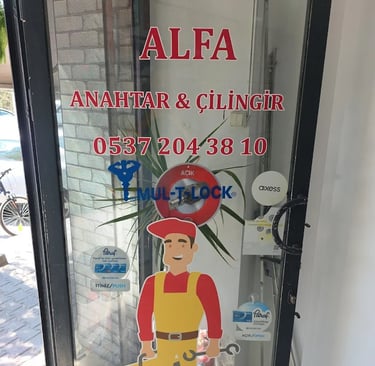 ALFA
ANAHTAR & ÇİLİNGİR
0537 204 38 10
AÇIK
MUL-T-LOCK
axess